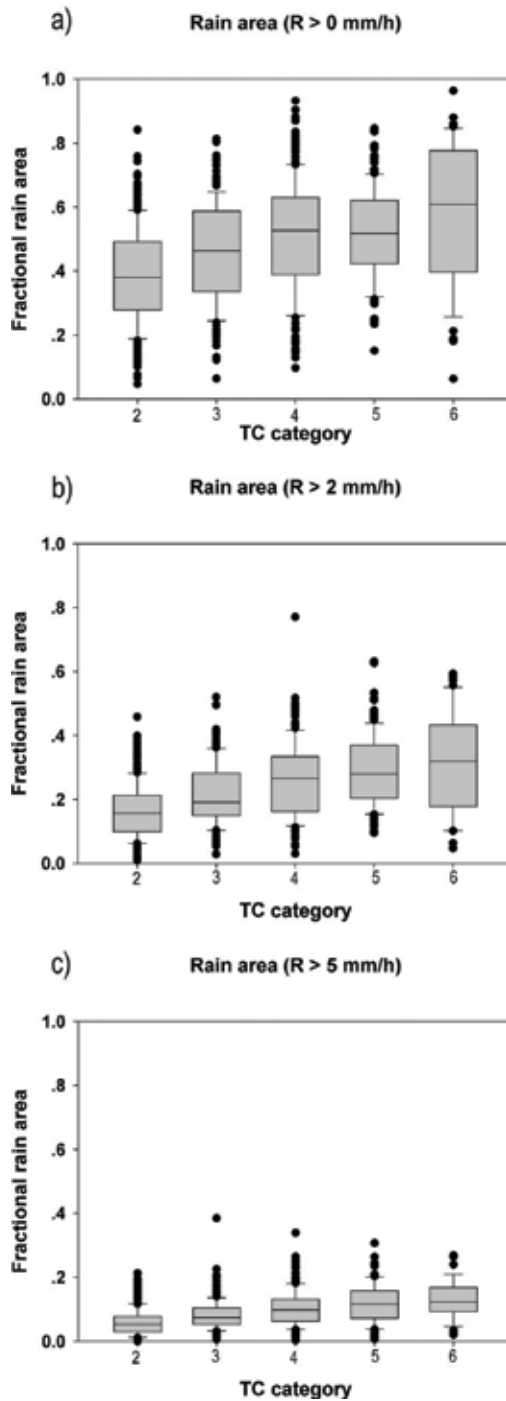 a) Rain area (R > 0 mm/h)
1.0
.8
.6
.4
.2
0.0
Fractional rain area
2 3 4 5 6
TC category
b) Rain area (R > 2 mm/h)
1.0
.8
.6
.4
.2
0.0
Fractional rain area
2 3 4 5 6
TC category
c) Rain area (R > 5 mm/h)
1.0
.8
.6
.4
.2
0.0
Fractional rain area
2 3 4 5 6
TC category